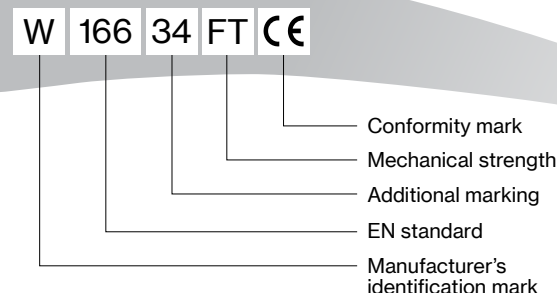 W 166 34 FT CE
Conformity mark
Mechanical strength
Additional marking
EN standard
Manufacturer's
identification mark